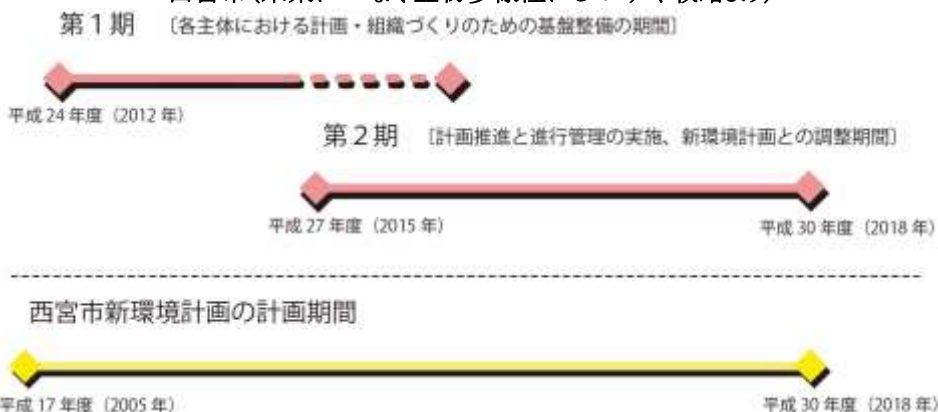 第１期 〔各主体における計画・組織づくりのための基盤整備の期間〕
平成 24 年度（2012 年）
第２期 〔計画推進と進行管理の実施、新環境計画との調整期間〕
平成 27 年度（2015 年） 平成 30 年度（2018 年）
西宮市新環境計画の計画期間
平成 17 年度（2005 年） 平成 30 年度（2018 年）